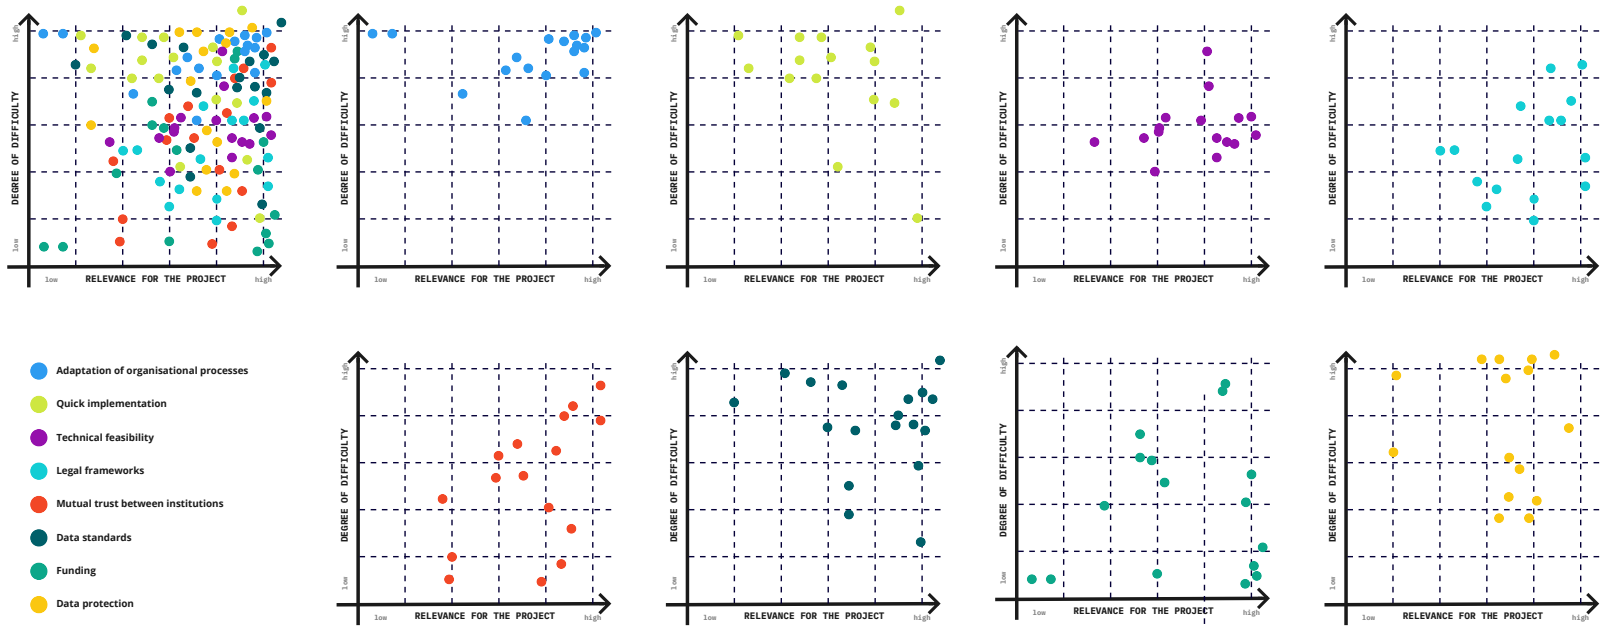 high
DEGREE OF DIFFICULTY
low
low
RELEVANCE FOR THE PROJECT
high
high
DEGREE OF DIFFICULTY
low
low
RELEVANCE FOR THE PROJECT
high
high
DEGREE OF DIFFICULTY
low
low
RELEVANCE FOR THE PROJECT
high
high
DEGREE OF DIFFICULTY
low
low
RELEVANCE FOR THE PROJECT
high
high
DEGREE OF DIFFICULTY
low
low
RELEVANCE FOR THE PROJECT
high
Adaptation of organisational processes
Quick implementation
Technical feasibility
Legal frameworks
Mutual trust between institutions
Data standards
Funding
Data protection
high
DEGREE OF DIFFICULTY
low
low
RELEVANCE FOR THE PROJECT
high
high
DEGREE OF DIFFICULTY
low
low
RELEVANCE FOR THE PROJECT
high
high
DEGREE OF DIFFICULTY
low
low
RELEVANCE FOR THE PROJECT
high
high
DEGREE OF DIFFICULTY
low
low
RELEVANCE FOR THE PROJECT
high